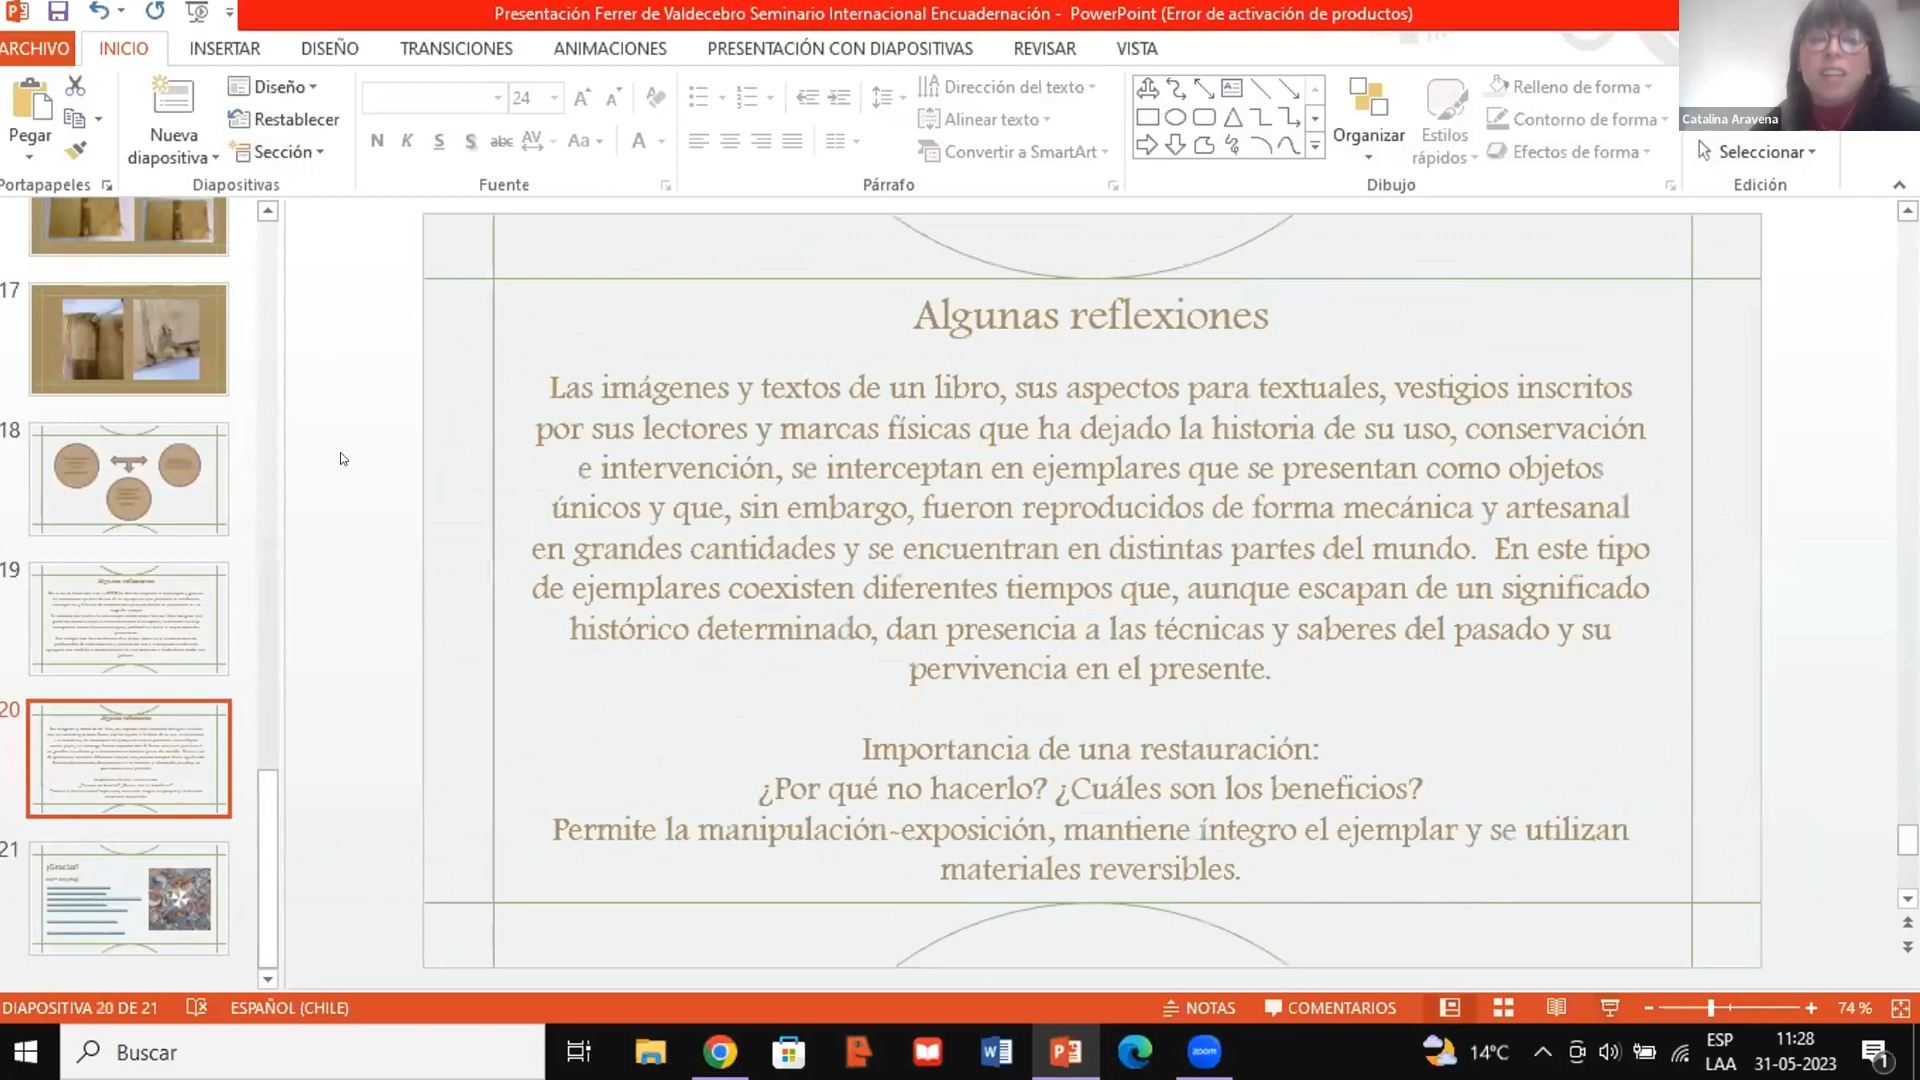 Presentación Ferrer de Valdecebro Seminario Internacional Encuadernación - PowerPoint (Error de activación de productos)
ARCHIVO INICIO INSERTAR DISEÑO TRANSICIONES ANIMACIONES PRESENTACIÓN CON DIAPOSITIVAS REVISAR VISTA
Catalina Aravena
Pegar
Nueva diapositiva
Diseño
Restablecer
Sección
24
N K S S abc AV Aa A
Dirección del texto
Alinear texto
Convertir a SmartArt
Organizar
Estilos rápidos
Relleno de forma
Contorno de forma
Efectos de forma
Seleccionar
Portapapeles Diapositivas Fuente Párrafo Dibujo Edición
17
18
19
20
21
¡Gracias!
Algunas reflexiones
Las imágenes y textos de un libro, sus aspectos para textuales, vestigios inscritos
por sus lectores y marcas físicas que ha dejado la historia de su uso, conservación
e intervención, se interceptan en ejemplares que se presentan como objetos
únicos y que, sin embargo, fueron reproducidos de forma mecánica y artesanal
en grandes cantidades y se encuentran en distintas partes del mundo. En este tipo
de ejemplares coexisten diferentes tiempos que, aunque escapan de un significado
histórico determinado, dan presencia a las técnicas y saberes del pasado y su
pervivencia en el presente.
Importancia de una restauración:
¿Por qué no hacerlo? ¿Cuáles son los beneficios?
Permite la manipulación-exposición, mantiene íntegro el ejemplar y se utilizan
materiales reversibles.
DIAPOSITIVA 20 DE 21 ESPAÑOL (CHILE) NOTAS COMENTARIOS 74 %
Buscar
zoom
14°C
ESP
LAA
11:28
31-05-2023
1